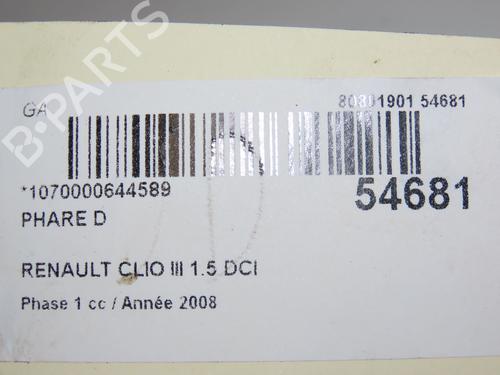 GA
80801901 54681
*1070000644589
54681
PHARE D
RENAULT CLIO III 1.5 DCI
Phase 1 cc / Année 2008
B-PARTS